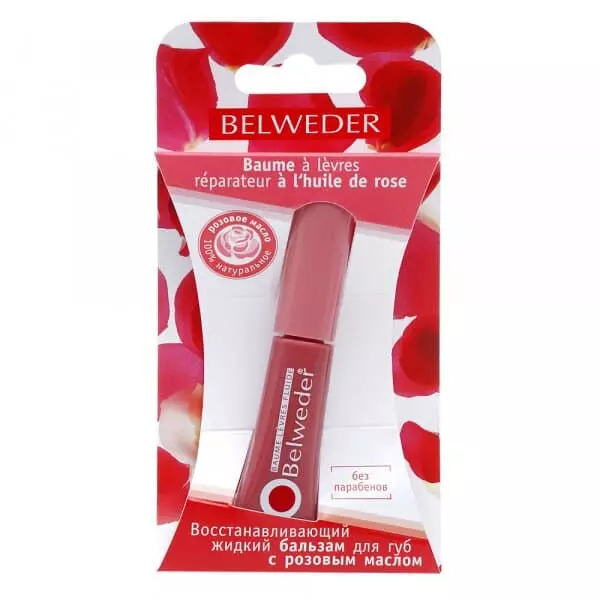 BELWEDER
Baume à lèvres
réparateur à l'huile de rose
розовое масло
100% натуральное
BAUME LÈVRES FLUIDE
Belweder®
без
парабенов
Восстанавливающий
жидкий бальзам для губ
с розовым маслом